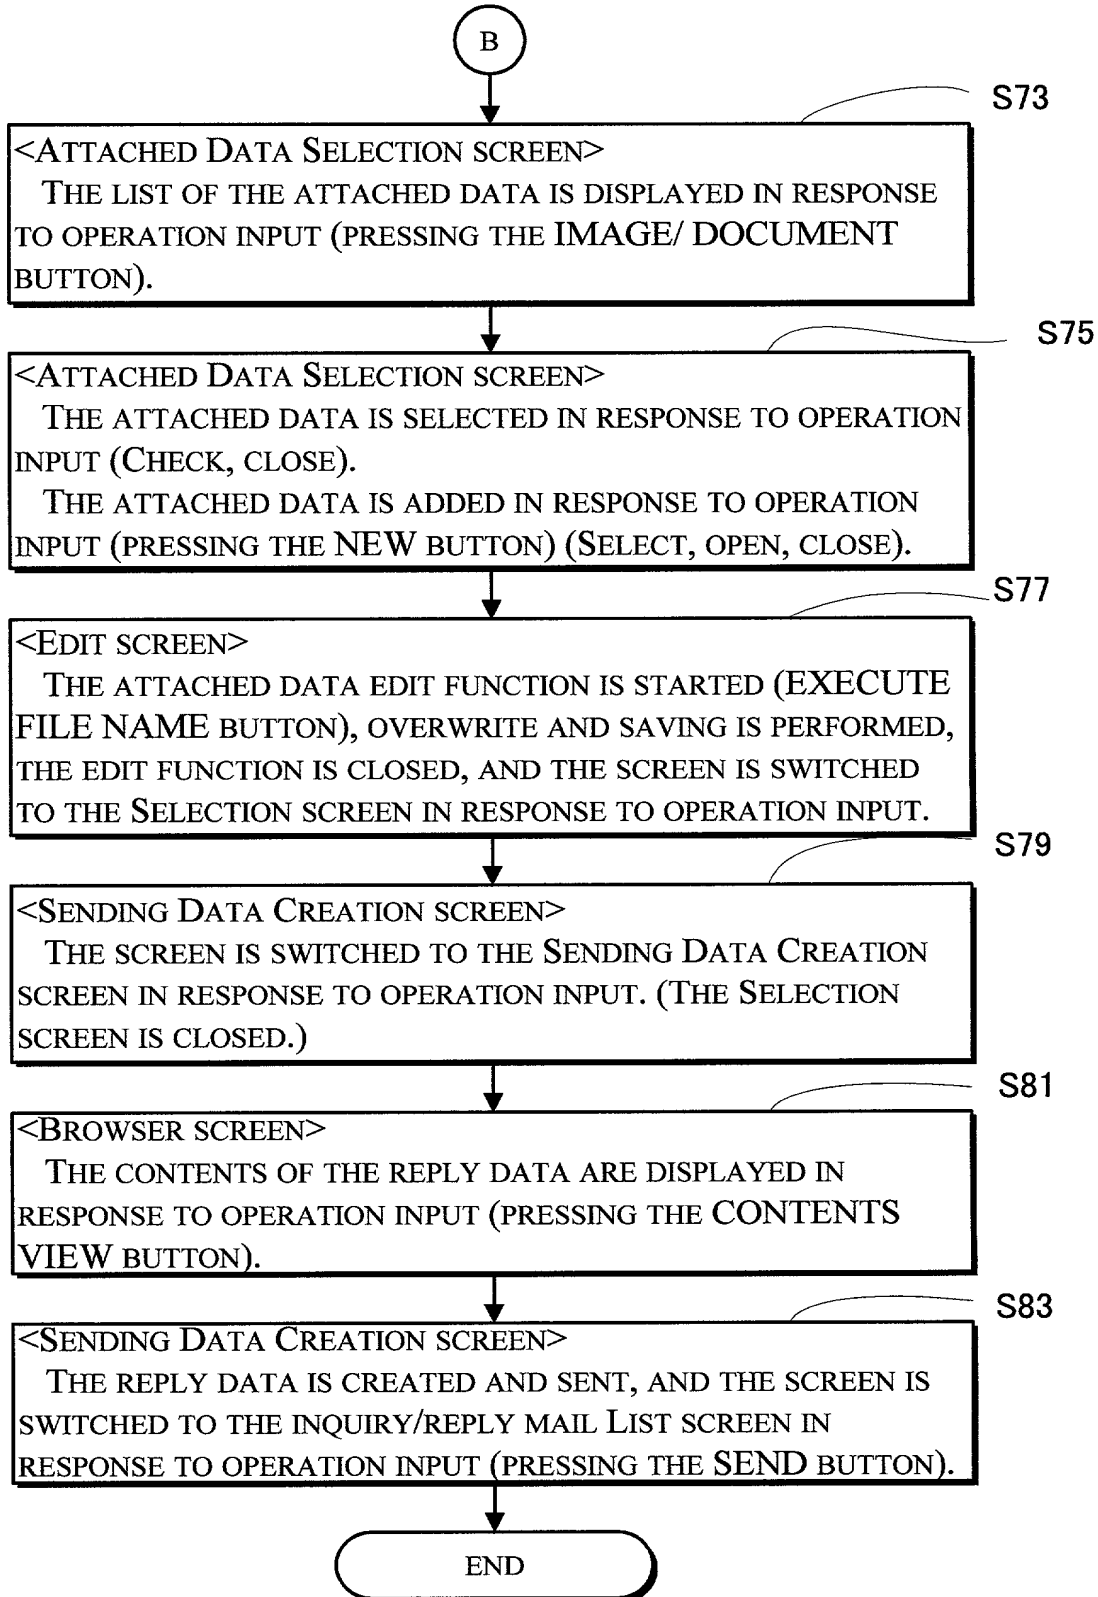 B
S73
<ATTACHED DATA SELECTION SCREEN>
THE LIST OF THE ATTACHED DATA IS DISPLAYED IN RESPONSE
TO OPERATION INPUT (PRESSING THE IMAGE/ DOCUMENT
BUTTON).
S75
<ATTACHED DATA SELECTION SCREEN>
THE ATTACHED DATA IS SELECTED IN RESPONSE TO OPERATION
INPUT (CHECK, CLOSE).
THE ATTACHED DATA IS ADDED IN RESPONSE TO OPERATION
INPUT (PRESSING THE NEW BUTTON) (SELECT, OPEN, CLOSE).
S77
<EDIT SCREEN>
THE ATTACHED DATA EDIT FUNCTION IS STARTED (EXECUTE
FILE NAME BUTTON), OVERWRITE AND SAVING IS PERFORMED,
THE EDIT FUNCTION IS CLOSED, AND THE SCREEN IS SWITCHED
TO THE SELECTION SCREEN IN RESPONSE TO OPERATION INPUT.
S79
<SENDING DATA CREATION SCREEN>
THE SCREEN IS SWITCHED TO THE SENDING DATA CREATION
SCREEN IN RESPONSE TO OPERATION INPUT. (THE SELECTION
SCREEN IS CLOSED.)
S81
<BROWSER SCREEN>
THE CONTENTS OF THE REPLY DATA ARE DISPLAYED IN
RESPONSE TO OPERATION INPUT (PRESSING THE CONTENTS
VIEW BUTTON).
S83
<SENDING DATA CREATION SCREEN>
THE REPLY DATA IS CREATED AND SENT, AND THE SCREEN IS
SWITCHED TO THE INQUIRY/REPLY MAIL LIST SCREEN IN
RESPONSE TO OPERATION INPUT (PRESSING THE SEND BUTTON).
END